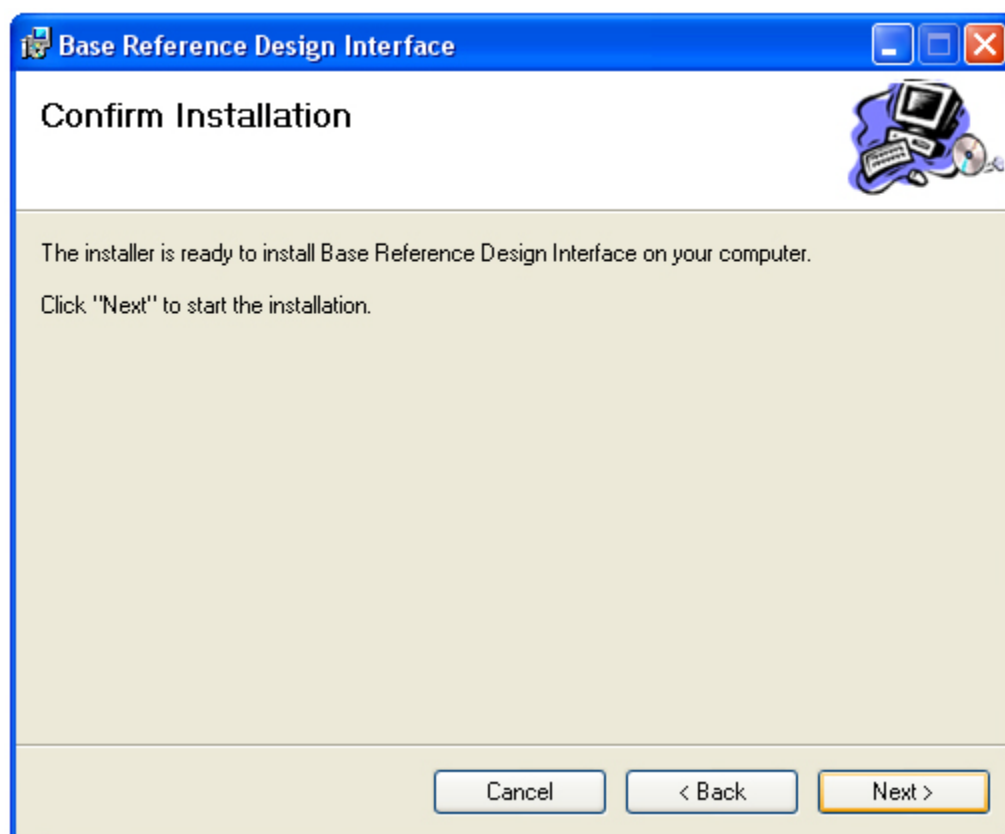 Base Reference Design Interface
Confirm Installation
The installer is ready to install Base Reference Design Interface on your computer.
Click "Next" to start the installation.
Cancel
< Back
Next >